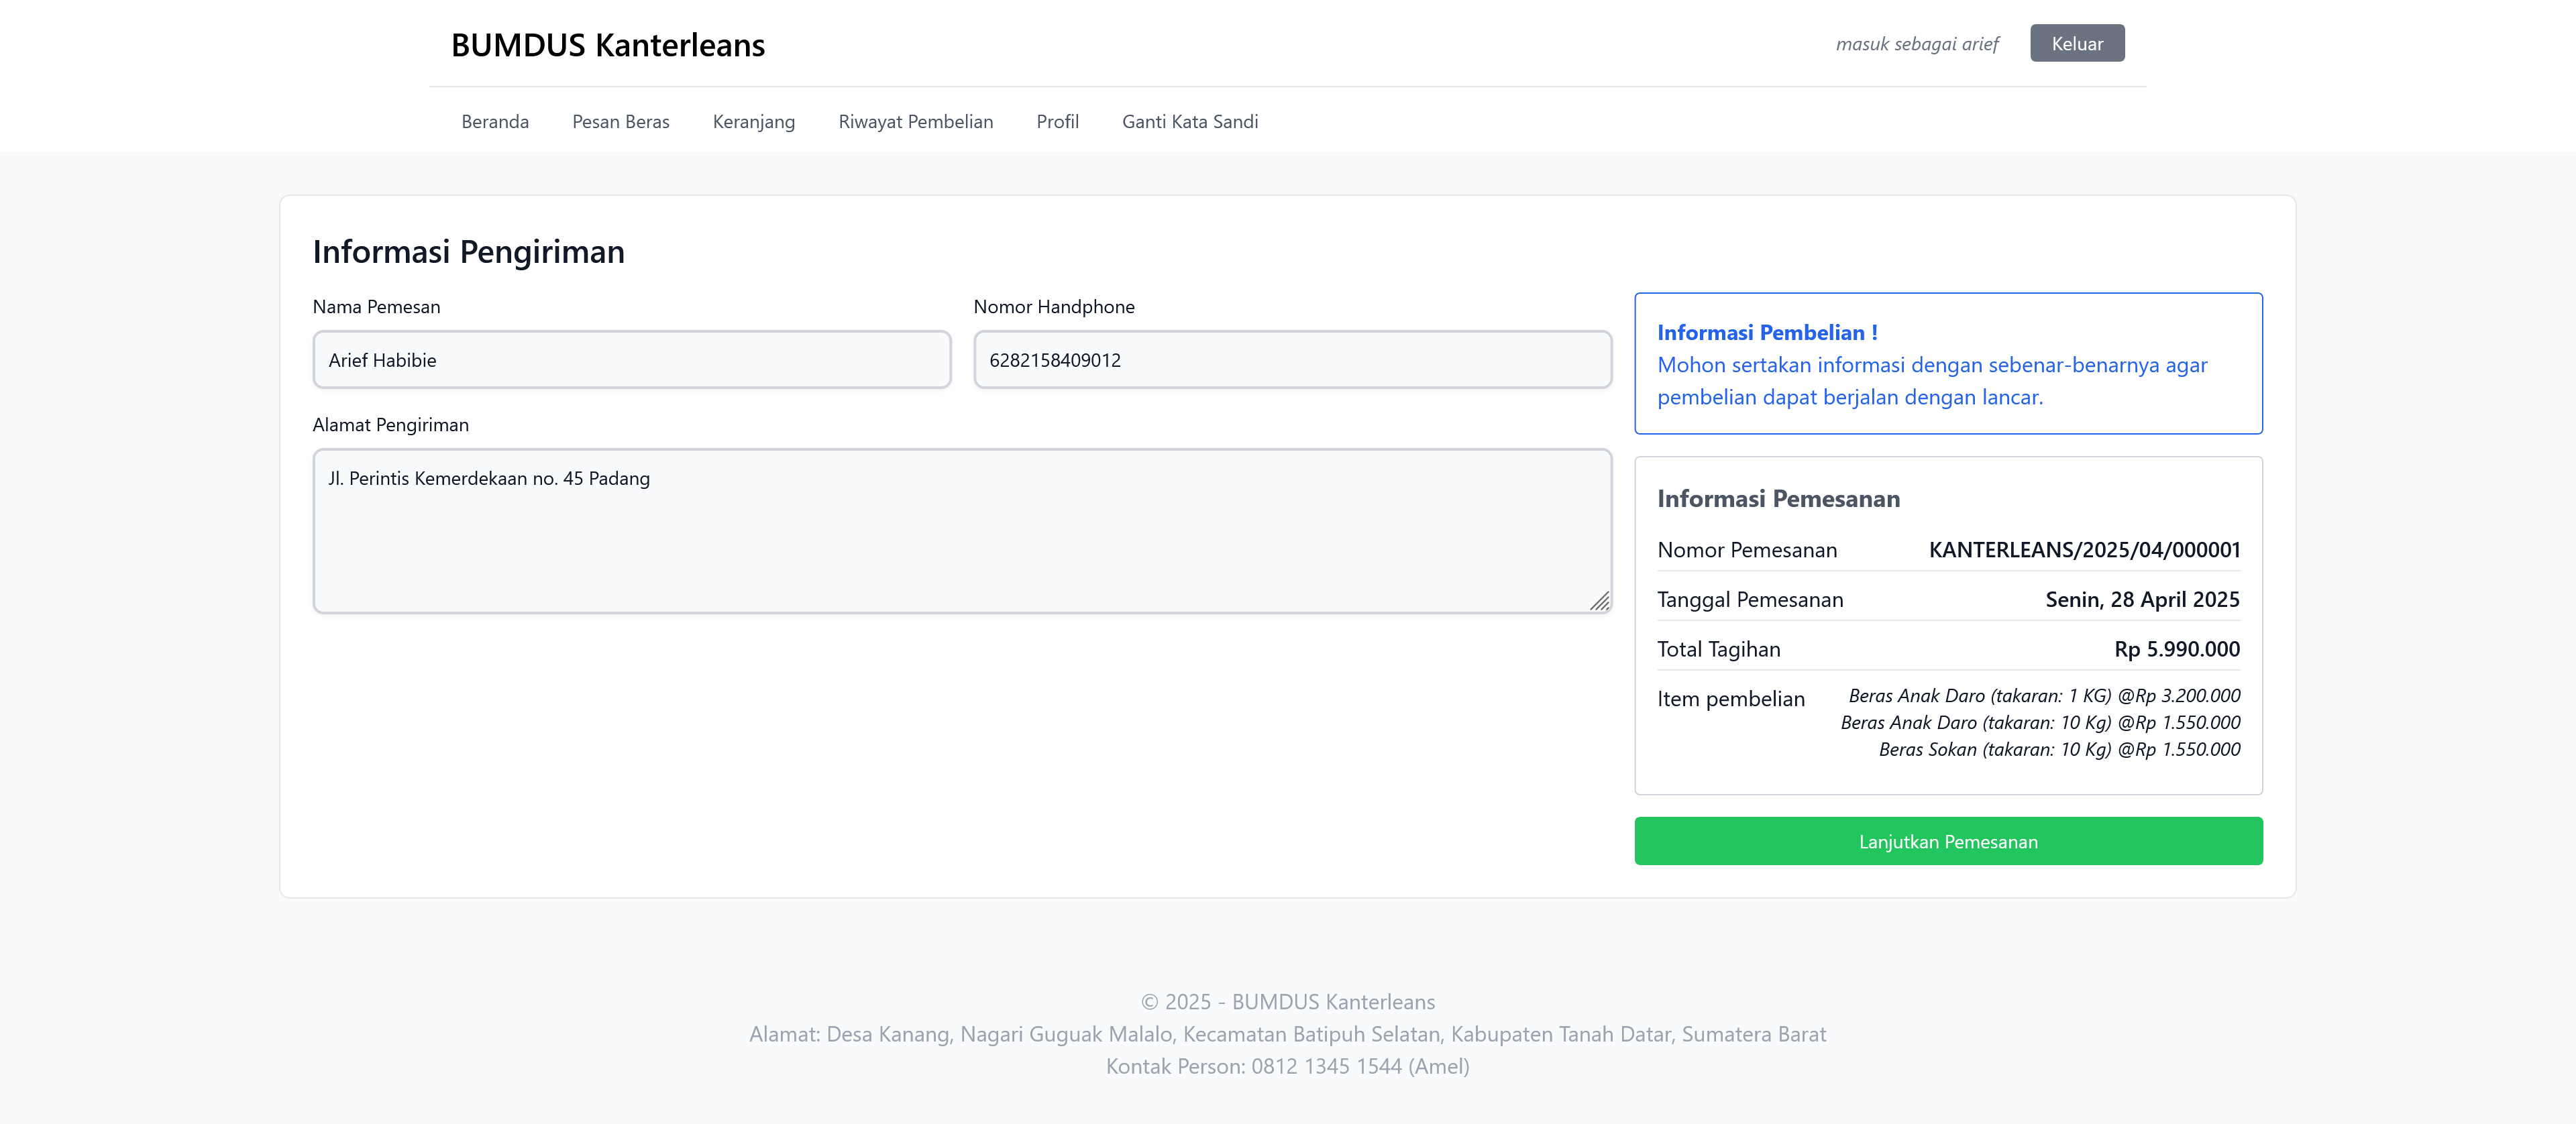 BUMDUS Kanterleans
masuk sebagai arief
Keluar
Beranda
Pesan Beras
Keranjang
Riwayat Pembelian
Profil
Ganti Kata Sandi
Informasi Pengiriman
Nama Pemesan
Arief Habibie
Nomor Handphone
6282158409012
Alamat Pengiriman
Jl. Perintis Kemerdekaan no. 45 Padang
Informasi Pembelian !
Mohon sertakan informasi dengan sebenar-benarnya agar
pembelian dapat berjalan dengan lancar.
Informasi Pemesanan
Nomor Pemesanan KANTERLEANS/2025/04/000001
Tanggal Pemesanan Senin, 28 April 2025
Total Tagihan Rp 5.990.000
Item pembelian Beras Anak Daro (takaran: 1 KG) @Rp 3.200.000
Beras Anak Daro (takaran: 10 Kg) @Rp 1.550.000
Beras Sokan (takaran: 10 Kg) @Rp 1.550.000
Lanjutkan Pemesanan
© 2025 - BUMDUS Kanterleans
Alamat: Desa Kanang, Nagari Guguak Malalo, Kecamatan Batipuh Selatan, Kabupaten Tanah Datar, Sumatera Barat
Kontak Person: 0812 1345 1544 (Amel)